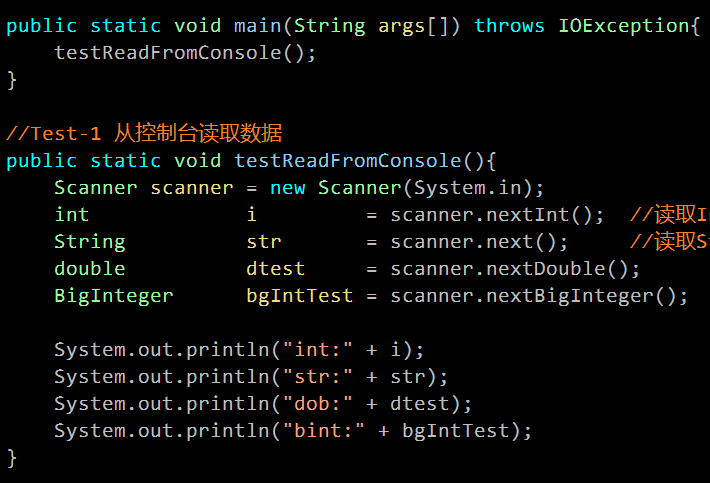 public static void main(String args[]) throws IOException{
    testReadFromConsole();
}
//Test-1 从控制台读取数据
public static void testReadFromConsole(){
    Scanner scanner = new Scanner(System.in);
    int             i         = scanner.nextInt();  //读取I
    String          str       = scanner.next();     //读取S
    double          dtest     = scanner.nextDouble();
    BigInteger      bgIntTest = scanner.nextBigInteger();
    System.out.println("int:" + i);
    System.out.println("str:" + str);
    System.out.println("dob:" + dtest);
    System.out.println("bint:" + bgIntTest);
}